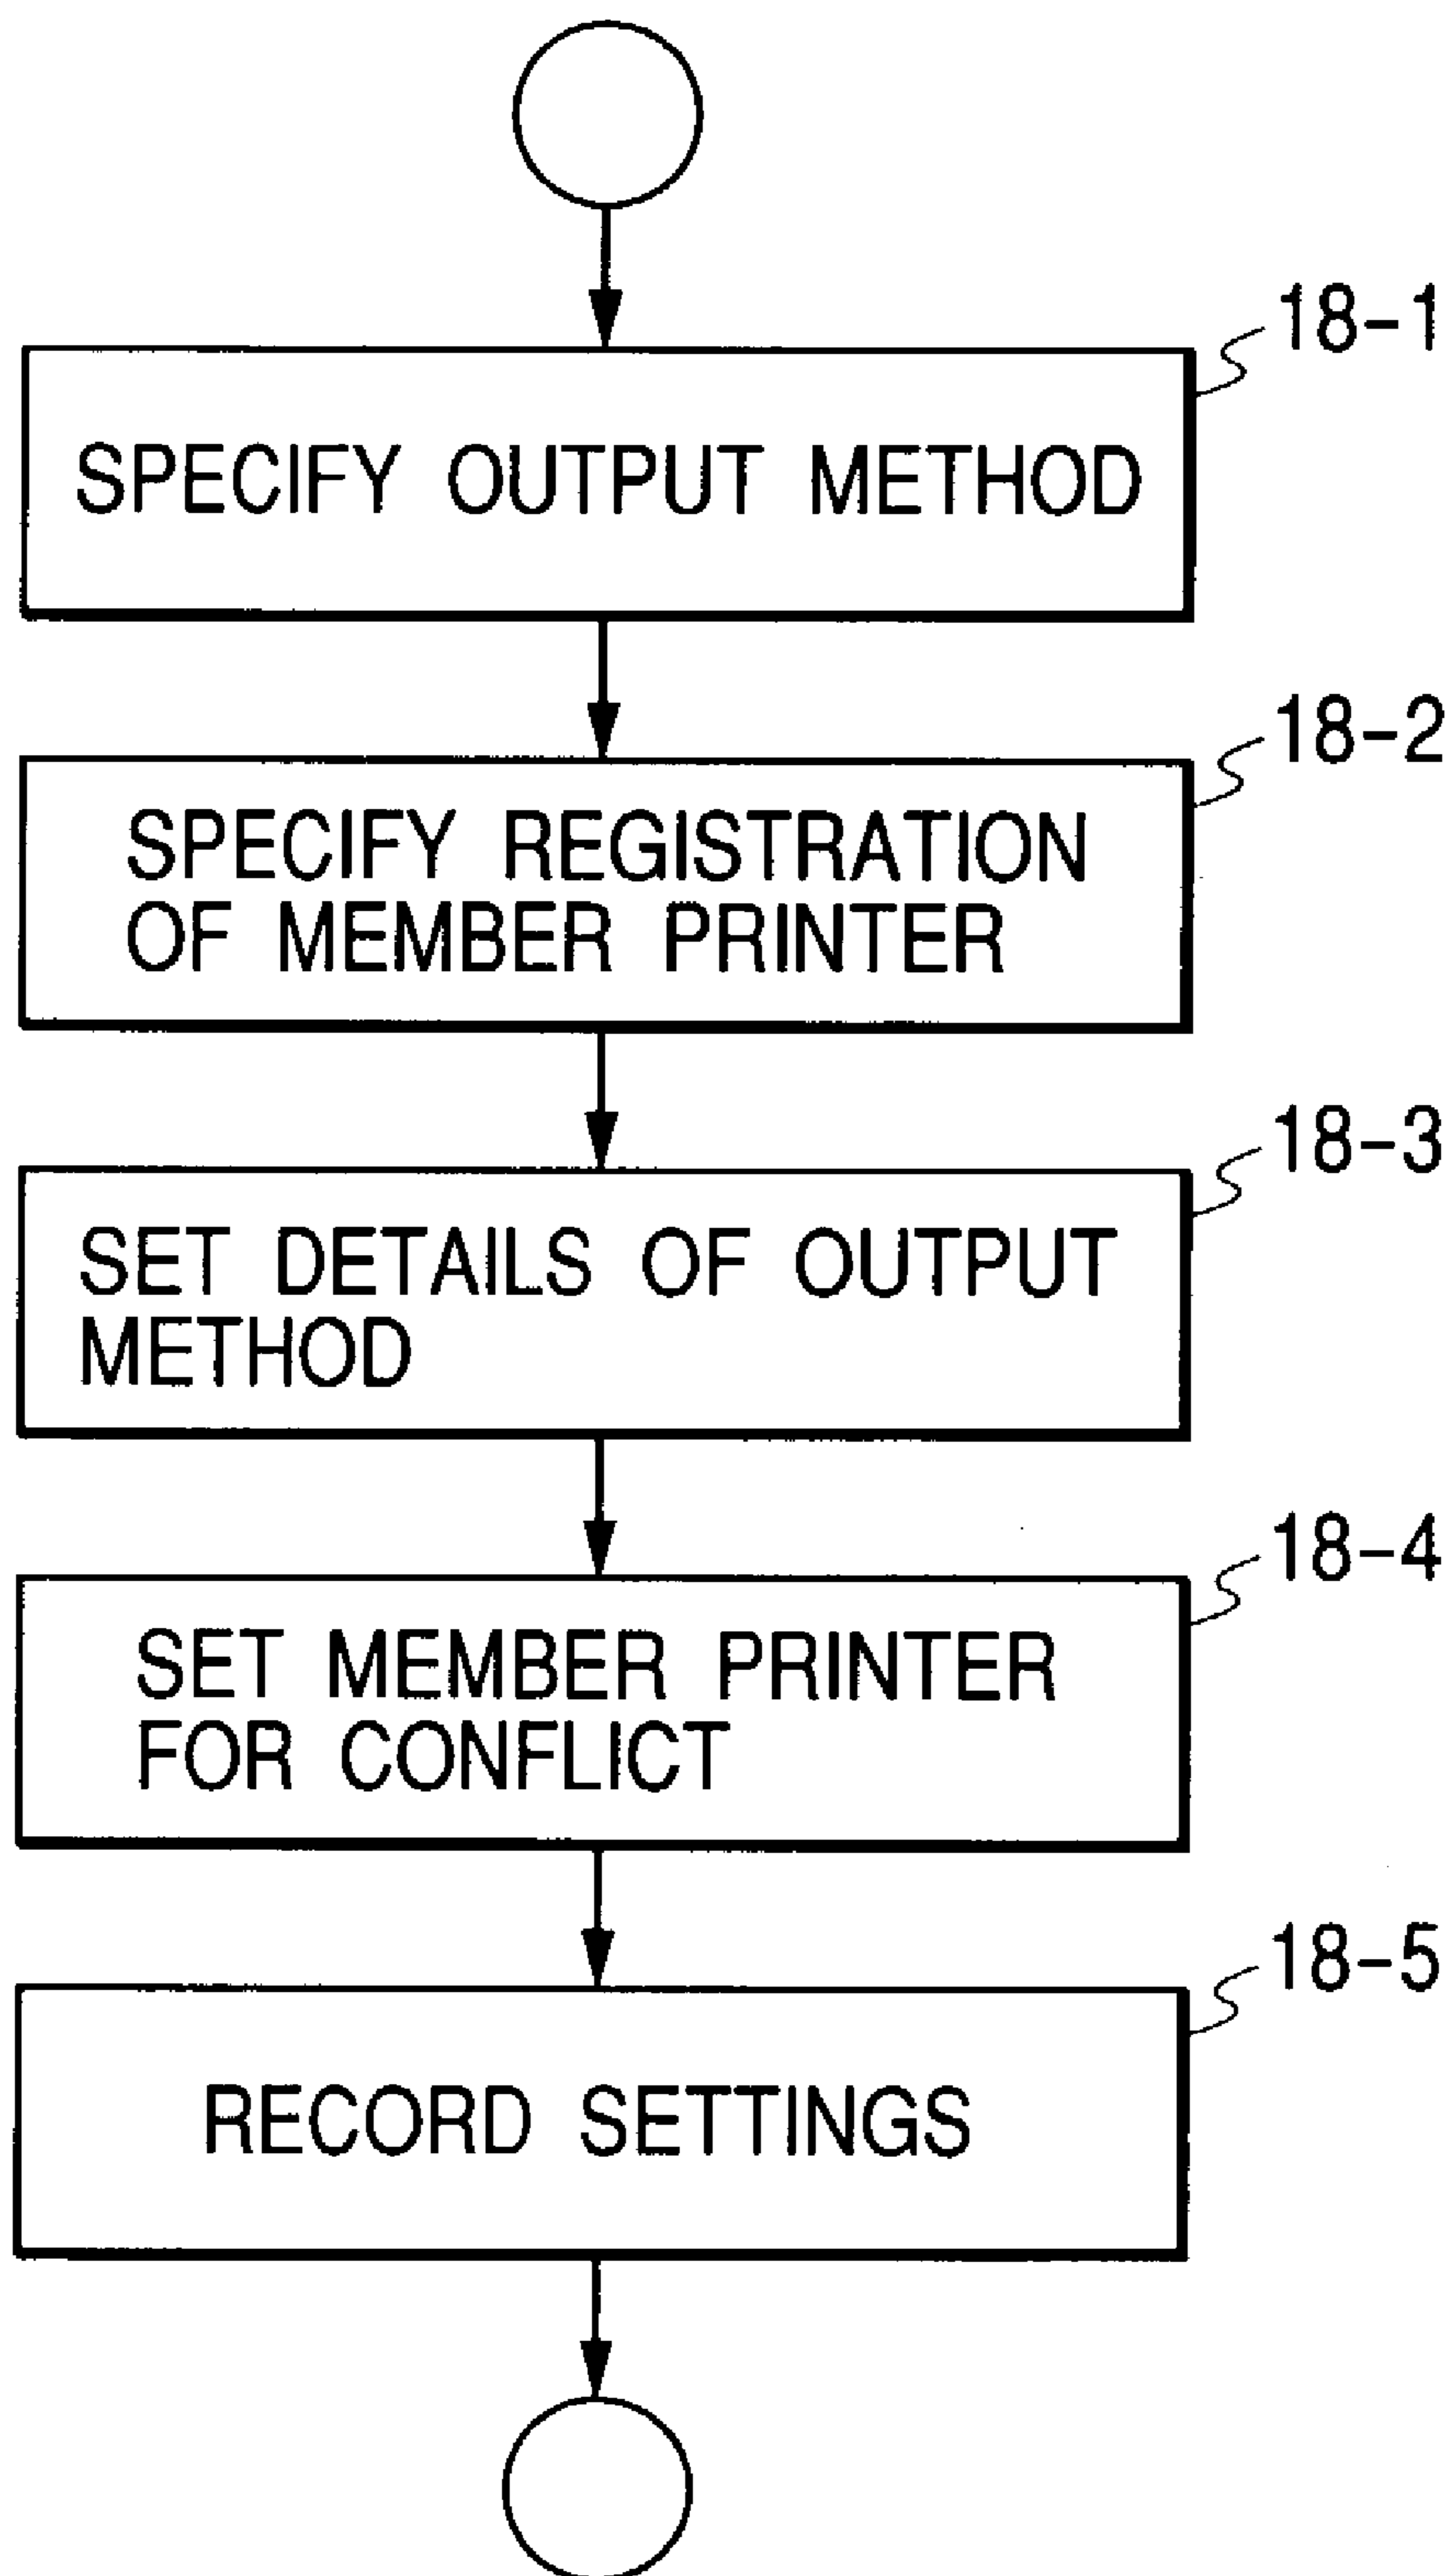 18-1
SPECIFY OUTPUT METHOD
18-2
SPECIFY REGISTRATION
OF MEMBER PRINTER
18-3
SET DETAILS OF OUTPUT
METHOD
18-4
SET MEMBER PRINTER
FOR CONFLICT
18-5
RECORD SETTINGS